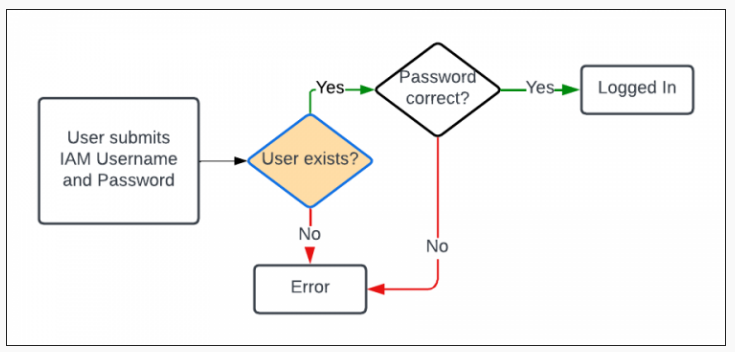 User submits
IAM Username
and Password
User exists?
Yes
Password
correct?
Yes
Logged In
No
Error
No